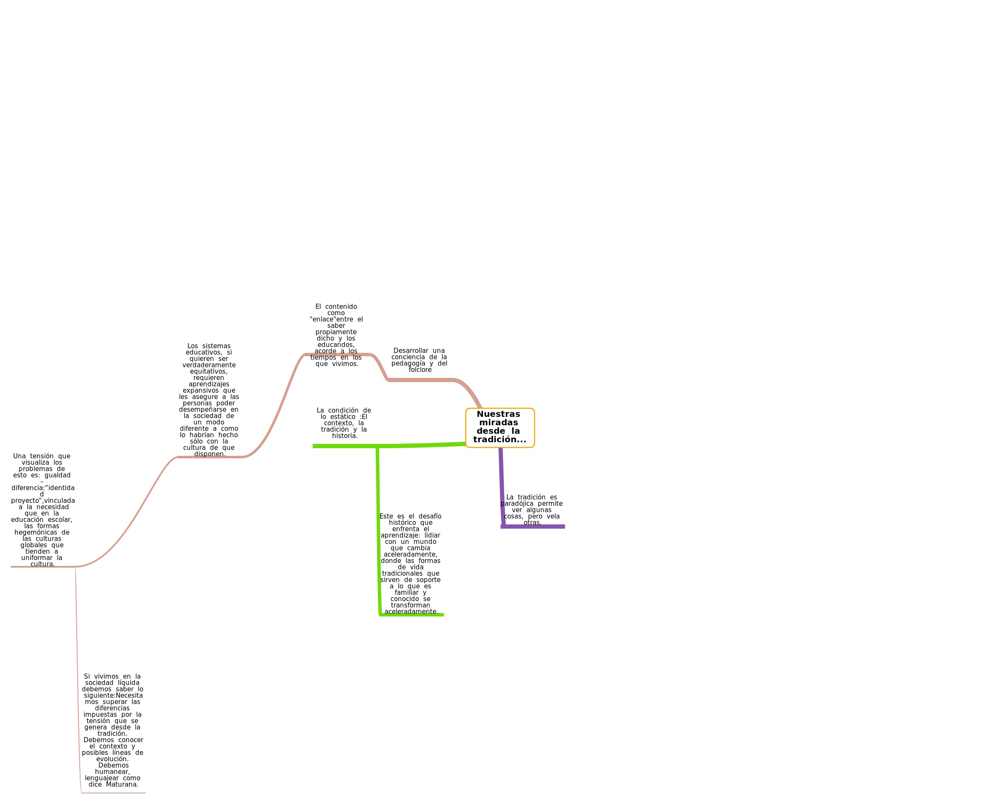 Nuestras
miradas
desde la
tradición...
Desarrollar una
conciencia de la
pedagogía y del
folclore
El contenido
como
"enlace"entre el
saber
propiamente
dicho y los
educandos,
acorde a los
tiempos en los
que vivimos.
Los sistemas
educativos, si
quieren ser
verdaderamente
equitativos,
requieren
aprendizajes
expansivos que
les asegure a las
personas poder
desempeñarse en
la sociedad de
un modo
diferente a como
lo habrían hecho
sólo con la
cultura de que
disponen.
Una tensión que
visualiza los
problemas de
esto es: gualdad
–
diferencia:“identida
d
proyecto”,vinculada
a la necesidad
que en la
educación escolar,
las formas
hegemónicas de
las culturas
globales que
tienden a
uniformar la
cultura.
Si vivimos en la
sociedad líquida
debemos saber lo
siguiente:Necesita
mos superar las
diferencias
impuestas por la
tensión que se
genera desde la
tradición.
Debemos conocer
el contexto y
posibles líneas de
evolución.
Debemos
humanear,
lenguajear como
dice Maturana.
La condición de
lo estático :El
contexto, la
tradición y la
historia.
Este es el desafío
histórico que
enfrenta el
aprendizaje: lidiar
con un mundo
que cambia
aceleradamente,
donde las formas
de vida
tradicionales que
sirven de soporte
a lo que es
familiar y
conocido se
transforman
aceleradamente.
La tradición es
paradójica permite
ver algunas
cosas, pero vela
otras.